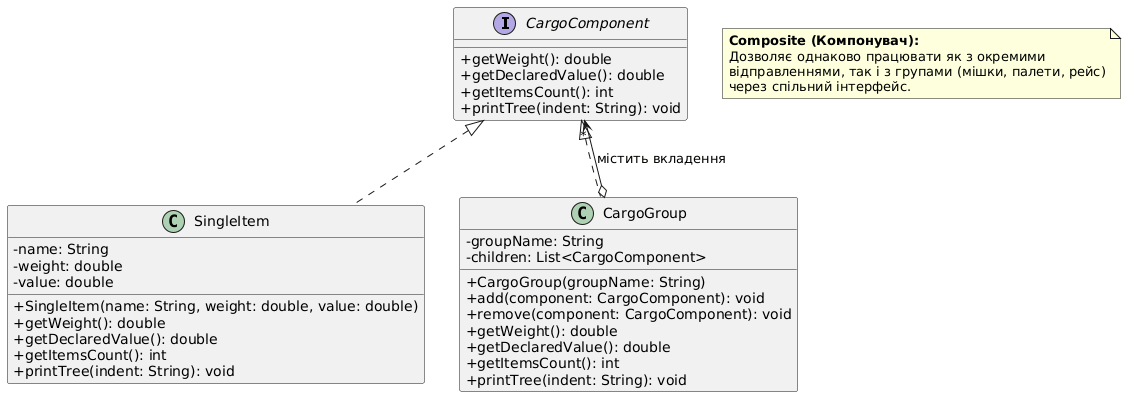 I CargoComponent
+getWeight(): double
+getDeclaredValue(): double
+getItemsCount(): int
+printTree(indent: String): void
Composite (Компонувач):
Дозволяє однаково працювати як з окремими
відправленнями, так і з групами (мішки, палети, рейс)
через спільний інтерфейс.
*
містить вкладення
C SingleItem
-name: String
-weight: double
-value: double
+SingleItem(name: String, weight: double, value: double)
+getWeight(): double
+getDeclaredValue(): double
+getItemsCount(): int
+printTree(indent: String): void
C CargoGroup
-groupName: String
-children: List<CargoComponent>
+CargoGroup(groupName: String)
+add(component: CargoComponent): void
+remove(component: CargoComponent): void
+getWeight(): double
+getDeclaredValue(): double
+getItemsCount(): int
+printTree(indent: String): void